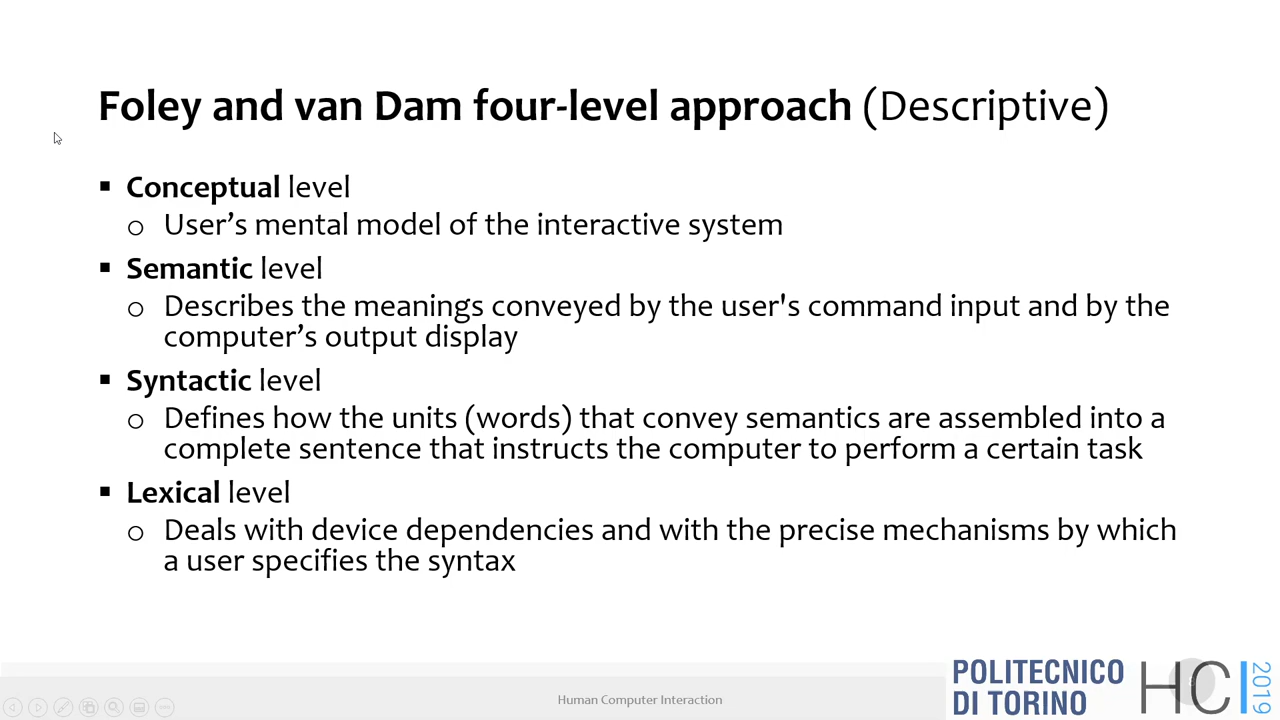 Foley and van Dam four-level approach (Descriptive)
▪ Conceptual level
o User’s mental model of the interactive system
▪ Semantic level
o Describes the meanings conveyed by the user's command input and by the
computer’s output display
▪ Syntactic level
o Defines how the units (words) that convey semantics are assembled into a
complete sentence that instructs the computer to perform a certain task
▪ Lexical level
o Deals with device dependencies and with the precise mechanisms by which
a user specifies the syntax
Human Computer Interaction
POLITECNICO
DI TORINO
HCI
2019